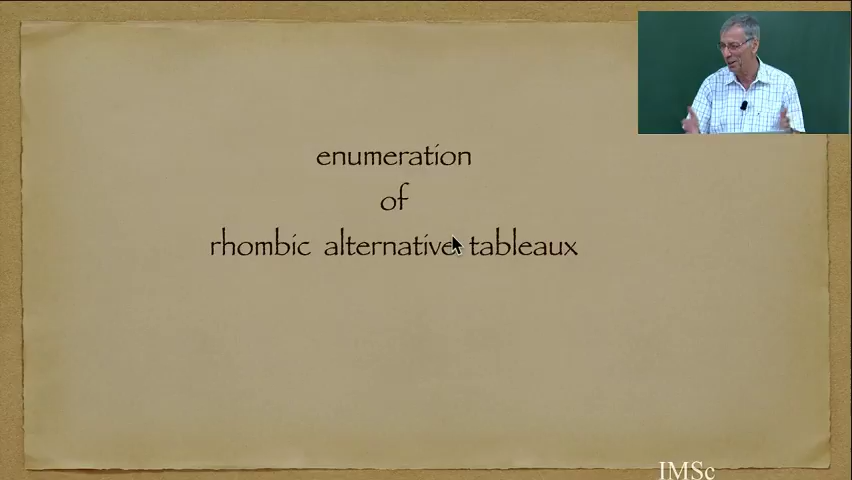 enumeration
of
rhombic alternative tableaux
IMSc